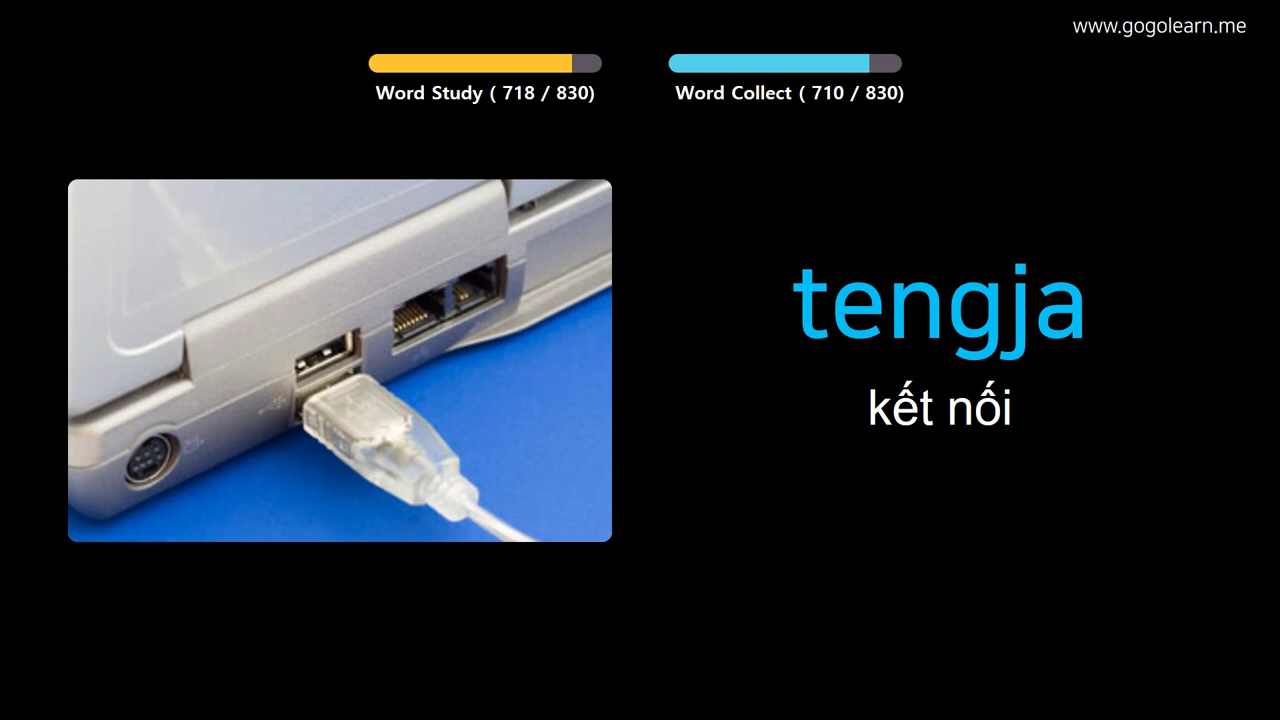 www.gogolearn.me
Word Study ( 718 / 830)
Word Collect ( 710 / 830)
tengja
kết nối